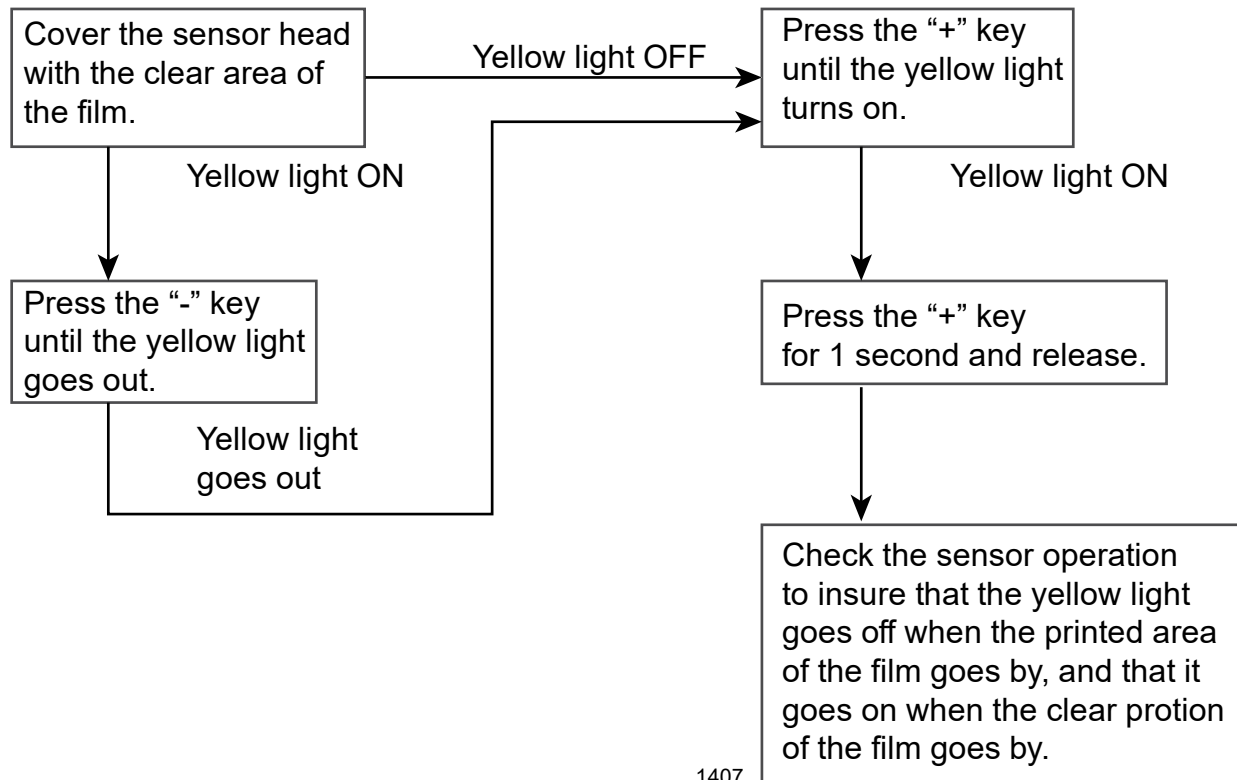 Cover the sensor head
with the clear area of
the film.
Yellow light OFF
Press the “+” key
until the yellow light
turns on.
Yellow light ON
Yellow light ON
Press the “-” key
until the yellow light
goes out.
Press the “+” key
for 1 second and release.
Yellow light
goes out
Check the sensor operation
to insure that the yellow light
goes off when the printed area
of the film goes by, and that it
goes on when the clear protion
of the film goes by.
1407